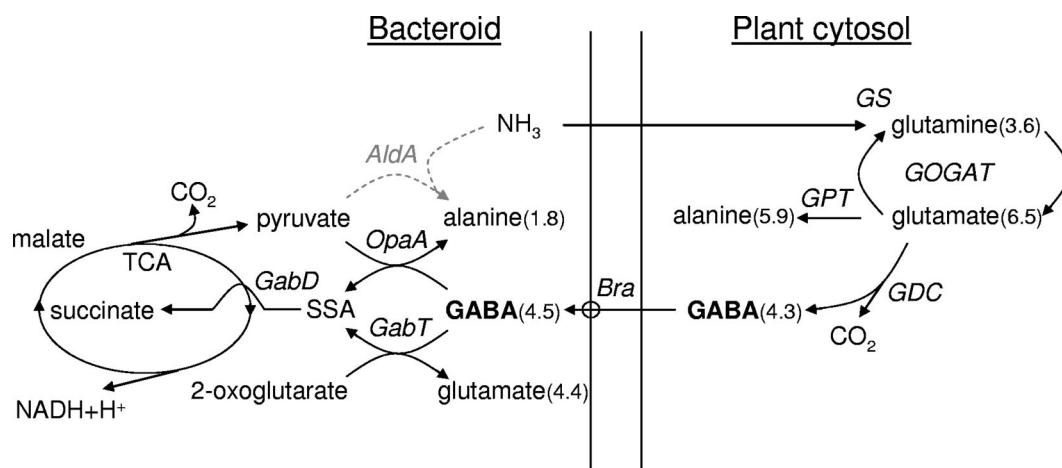 Bacteroid Plant cytosol
GS
NH₃ glutamine(3.6)
AldA
GOGAT
CO₂ GPT
pyruvate alanine(1.8) alanine(5.9) glutamate(6.5)
malate OpaA
TCA
GabD Bra GDC
succinate SSA GABA(4.5) GABA(4.3)
GabT CO₂
2-oxoglutarate glutamate(4.4)
NADH+H⁺